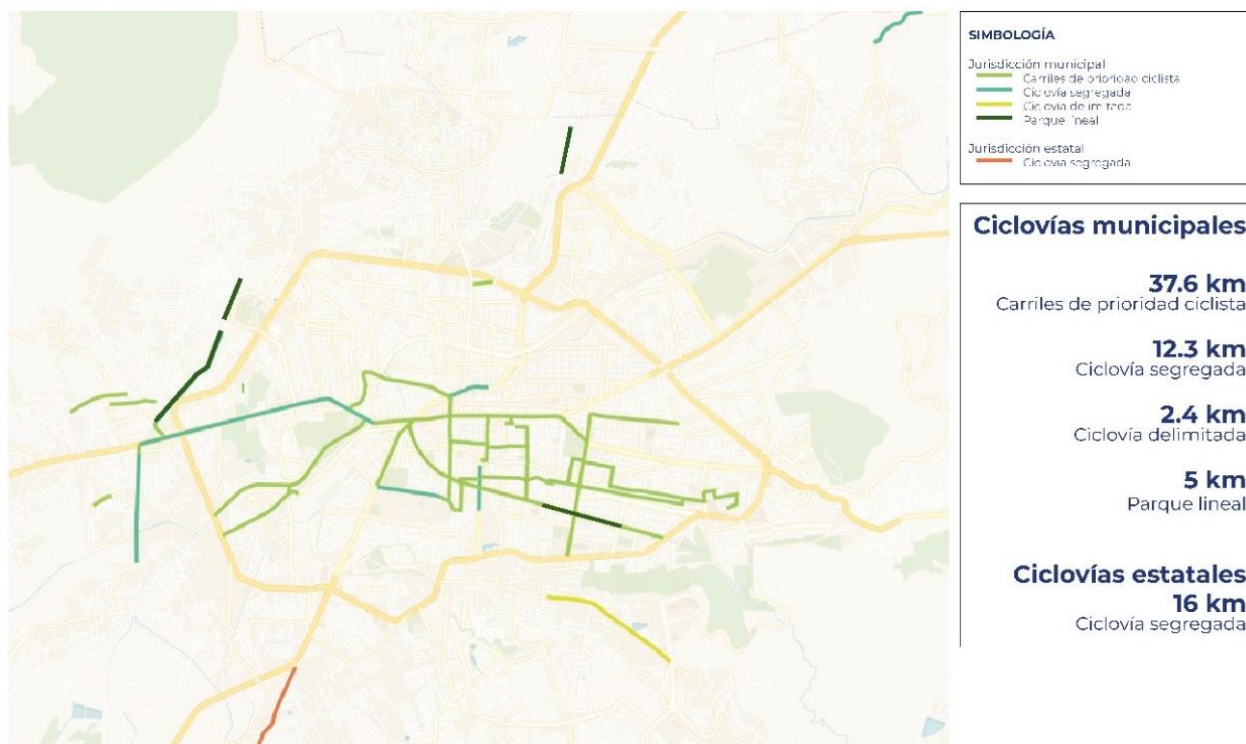 SIMBOLOGÍA
Jurisdicción municipal
Carriles de prioridad ciclista
Ciclovía segregada
Ciclovía delimitada
Parque lineal
Jurisdicción estatal
Ciclovía segregada
Ciclovías municipales
37.6 km
Carriles de prioridad ciclista
12.3 km
Ciclovía segregada
2.4 km
Ciclovía delimitada
5 km
Parque lineal
Ciclovías estatales
16 km
Ciclovía segregada